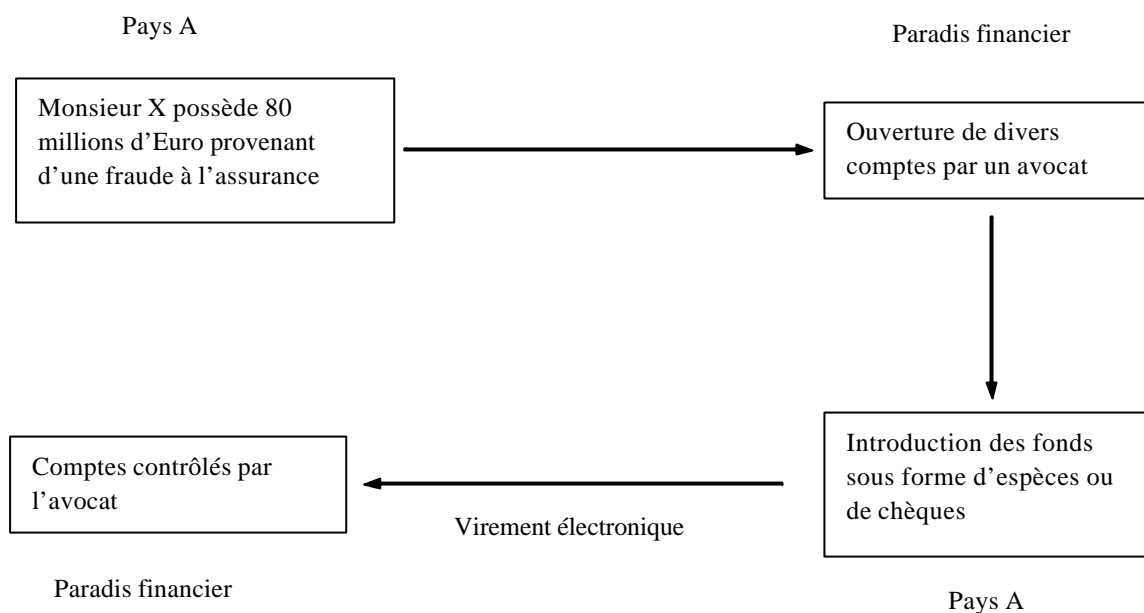 Pays A
Paradis financier
Monsieur X possède 80
millions d’Euro provenant
d’une fraude à l’assurance
Ouverture de divers
comptes par un avocat
Introduction des fonds
sous forme d’espèces ou
de chèques
Pays A
Virement électronique
Comptes contrôlés par
l’avocat
Paradis financier